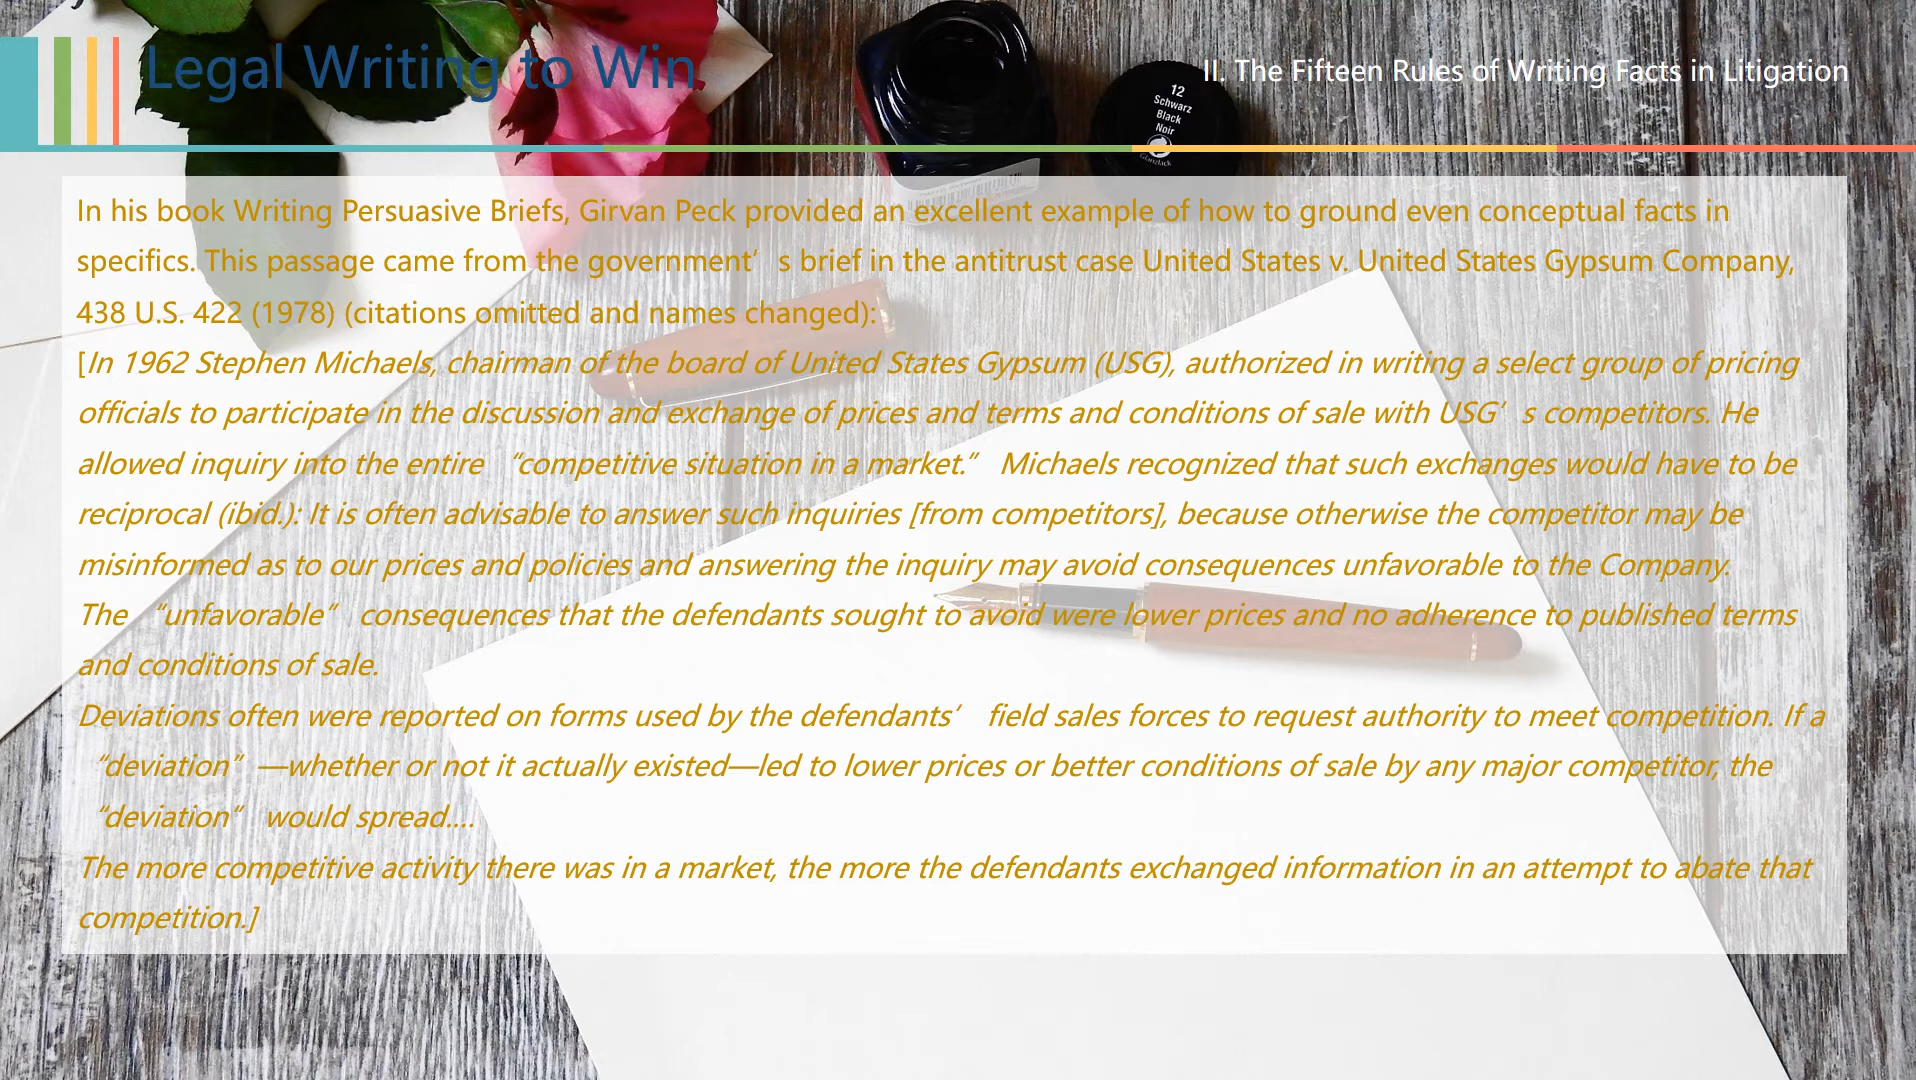 Legal Writing to Win
II. The Fifteen Rules of Writing Facts in Litigation
12
Schwarz
Black
Noir
In his book Writing Persuasive Briefs, Girvan Peck provided an excellent example of how to ground even conceptual facts in
specifics. This passage came from the government’s brief in the antitrust case United States v. United States Gypsum Company,
438 U.S. 422 (1978) (citations omitted and names changed):
[In 1962 Stephen Michaels, chairman of the board of United States Gypsum (USG), authorized in writing a select group of pricing
officials to participate in the discussion and exchange of prices and terms and conditions of sale with USG’s competitors. He
allowed inquiry into the entire “competitive situation in a market.” Michaels recognized that such exchanges would have to be
reciprocal (ibid.): It is often advisable to answer such inquiries [from competitors], because otherwise the competitor may be
misinformed as to our prices and policies and answering the inquiry may avoid consequences unfavorable to the Company.
The “unfavorable” consequences that the defendants sought to avoid were lower prices and no adherence to published terms
and conditions of sale.
Deviations often were reported on forms used by the defendants’ field sales forces to request authority to meet competition. If a
“deviation”—whether or not it actually existed—led to lower prices or better conditions of sale by any major competitor, the
“deviation” would spread....
The more competitive activity there was in a market, the more the defendants exchanged information in an attempt to abate that
competition.]